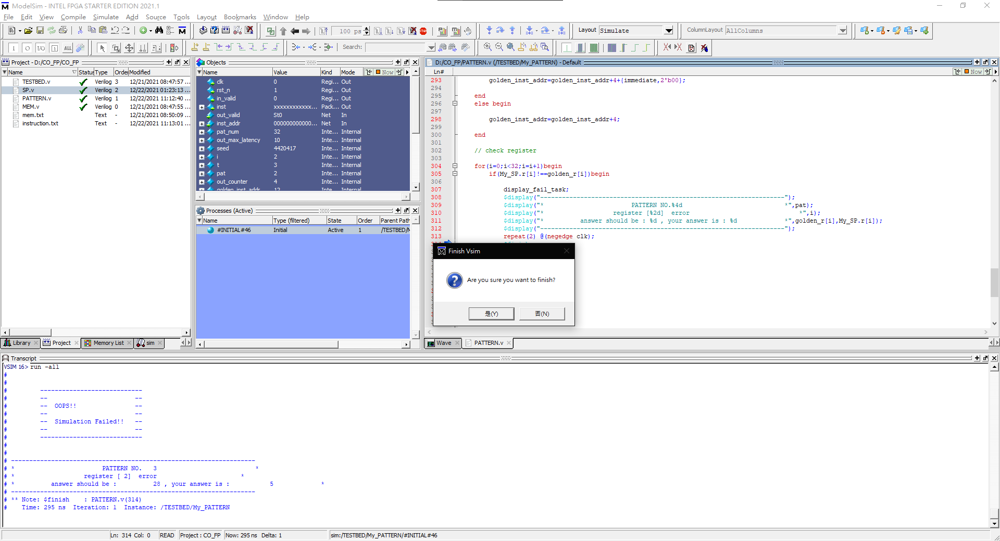 ModelSim - INTEL FPGA STARTER EDITION 2021.1
File Edit View Compile Simulate Add Source Tools Layout Bookmarks Window Help
100 ps
Layout Simulate
ColumnLayout AllColumns
Search:
Project - D:/CO_FP/CO_FP
Name Status Type Order Modified
TESTBED.v Verilog 3 12/21/2021 08:47:57 ...
SP.v Verilog 2 12/22/2021 01:23:13 ...
PATTERN.v Verilog 1 12/22/2021 11:12:40 ...
MEM.v Verilog 0 12/21/2021 08:47:55 ...
mem.txt Text - 12/21/2021 08:50:09 ...
instruction.txt Text - 12/22/2021 11:13:01 ...
Library Project Memory List sim
Objects
Name Value Kind Mode Now
clk 0 Regi... Out
rst_n 1 Regi... Out
in_valid 0 Regi... Out
inst xxxxxxxxxxxx... Pack... Out
out_valid St0 Net In
inst_addr 000000000000... Net In
pat_num 32 Inte... Internal
out_max_latency 10 Inte... Internal
seed 4420417 Inte... Internal
i 2 Inte... Internal
t 3 Inte... Internal
pat 2 Inte... Internal
out_counter 4 Inte... Internal
golden_inst_addr 12 Inte... Internal
Processes (Active)
Name Type (filtered) State Order Parent Path
#INITIAL#46 Initial Active 1 /TESTBED/M
D:/CO_FP/PATTERN.v (/TESTBED/My_PATTERN) - Default
Ln# Now
293 golden_inst_addr=golden_inst_addr+4+{immediate,2'b00};
294
295 end
296 else begin
297
298 golden_inst_addr=golden_inst_addr+4;
299
300 end
301
302 // check register
303
304 for(i=0;i<32;i=i+1)begin
305 if(My_SP.r[i]!==golden_r[i])begin
306
307 display_fail_task;
308 $display("-------------------------------------------------------------------");
309 $display("* PATTERN NO.%4d *",pat);
310 $display("* register [%2d] error *",i);
311 $display("* answer should be : %d , your answer is : %d *",golden_r[i],My_SP.r[i]);
312 $display("-------------------------------------------------------------------");
313 repeat(2) @(negedge clk);
Finish Vsim
Are you sure you want to finish?
是(Y) 否(N)
Wave PATTERN.v
Transcript
VSIM 16> run -all
#
#
# ----------------------------
# -- --
# -- OOPS!! --
# -- --
# -- Simulation Failed!! --
# -- --
# ----------------------------
#
#
# -------------------------------------------------------------------
# * PATTERN NO. 3 *
# * register [ 2] error *
# * answer should be : 28 , your answer is : 5 *
# -------------------------------------------------------------------
# ** Note: $finish : PATTERN.v(314)
# Time: 295 ns Iteration: 1 Instance: /TESTBED/My_PATTERN
Ln: 314 Col: 0 READ Project : CO_FP Now: 295 ns Delta: 1 sim:/TESTBED/My_PATTERN/#INITIAL#46